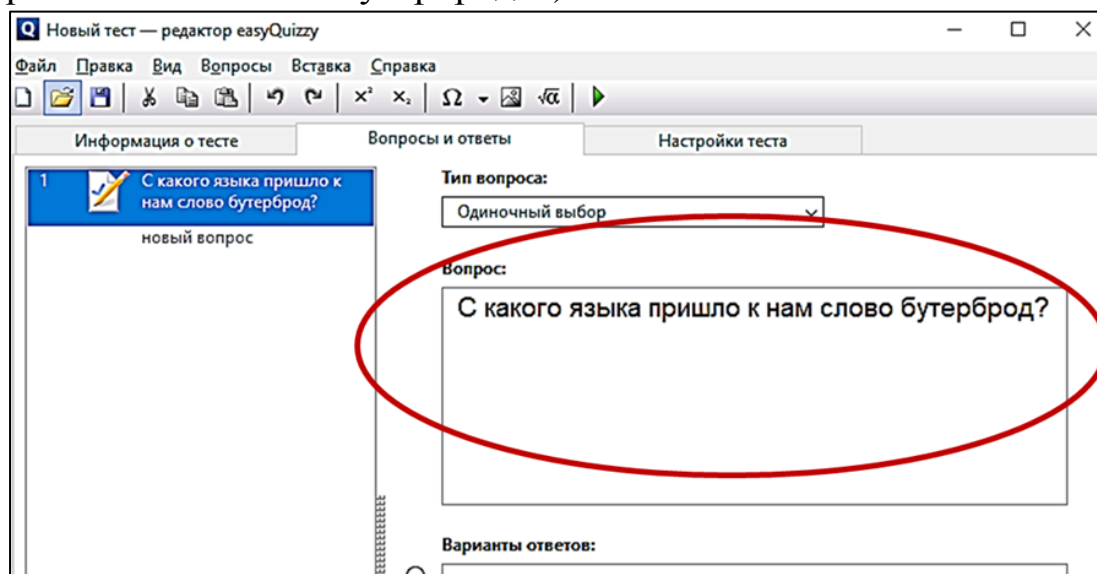 Новый тест — редактор easyQuizzy
Файл Правка Вид Вопросы Вставка Справка
x² x₂ Ω √α
Информация о тесте Вопросы и ответы Настройки теста
1 С какого языка пришло к
нам слово бутерброд?
новый вопрос
Тип вопроса:
Одиночный выбор
Вопрос:
С какого языка пришло к нам слово бутерброд?
Варианты ответов: